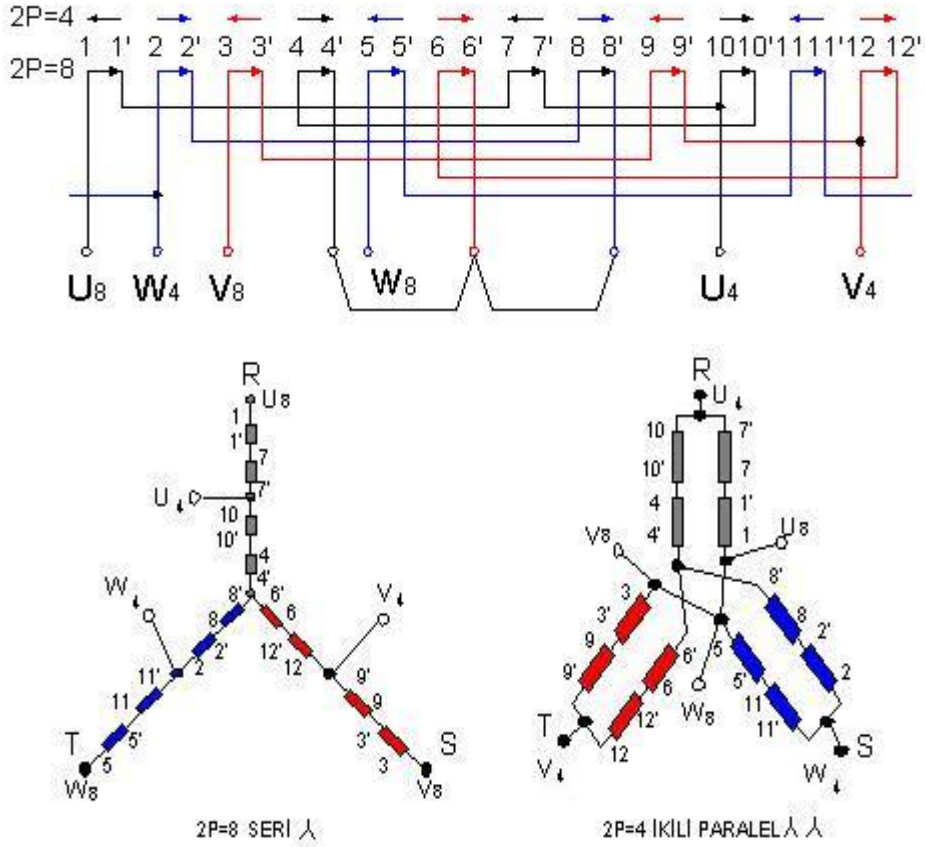 2P=4
1 1' 2 2' 3 3' 4 4' 5 5' 6 6' 7 7' 8 8' 9 9' 10 10' 11 11' 12 12'
2P=8
U8 W4 V8 W8 U4 V4
R
U8
1
1'
7
7'
U4
10
10'
4
4'
W4
V4
8' 6'
8 6
2' 12'
2 12
11' 9'
11 9
5' 3'
5 3
T
W8
S
V8
2P=8 SERİ
R
U4
10 7'
10' 7
4 1'
4' 1
V8
U8
3 8'
3' 8
9 2'
9' 2
6' 5
6 5'
12' 11
12 11'
W8
T
V4
S
W4
2P=4 İKİLİ PARALEL